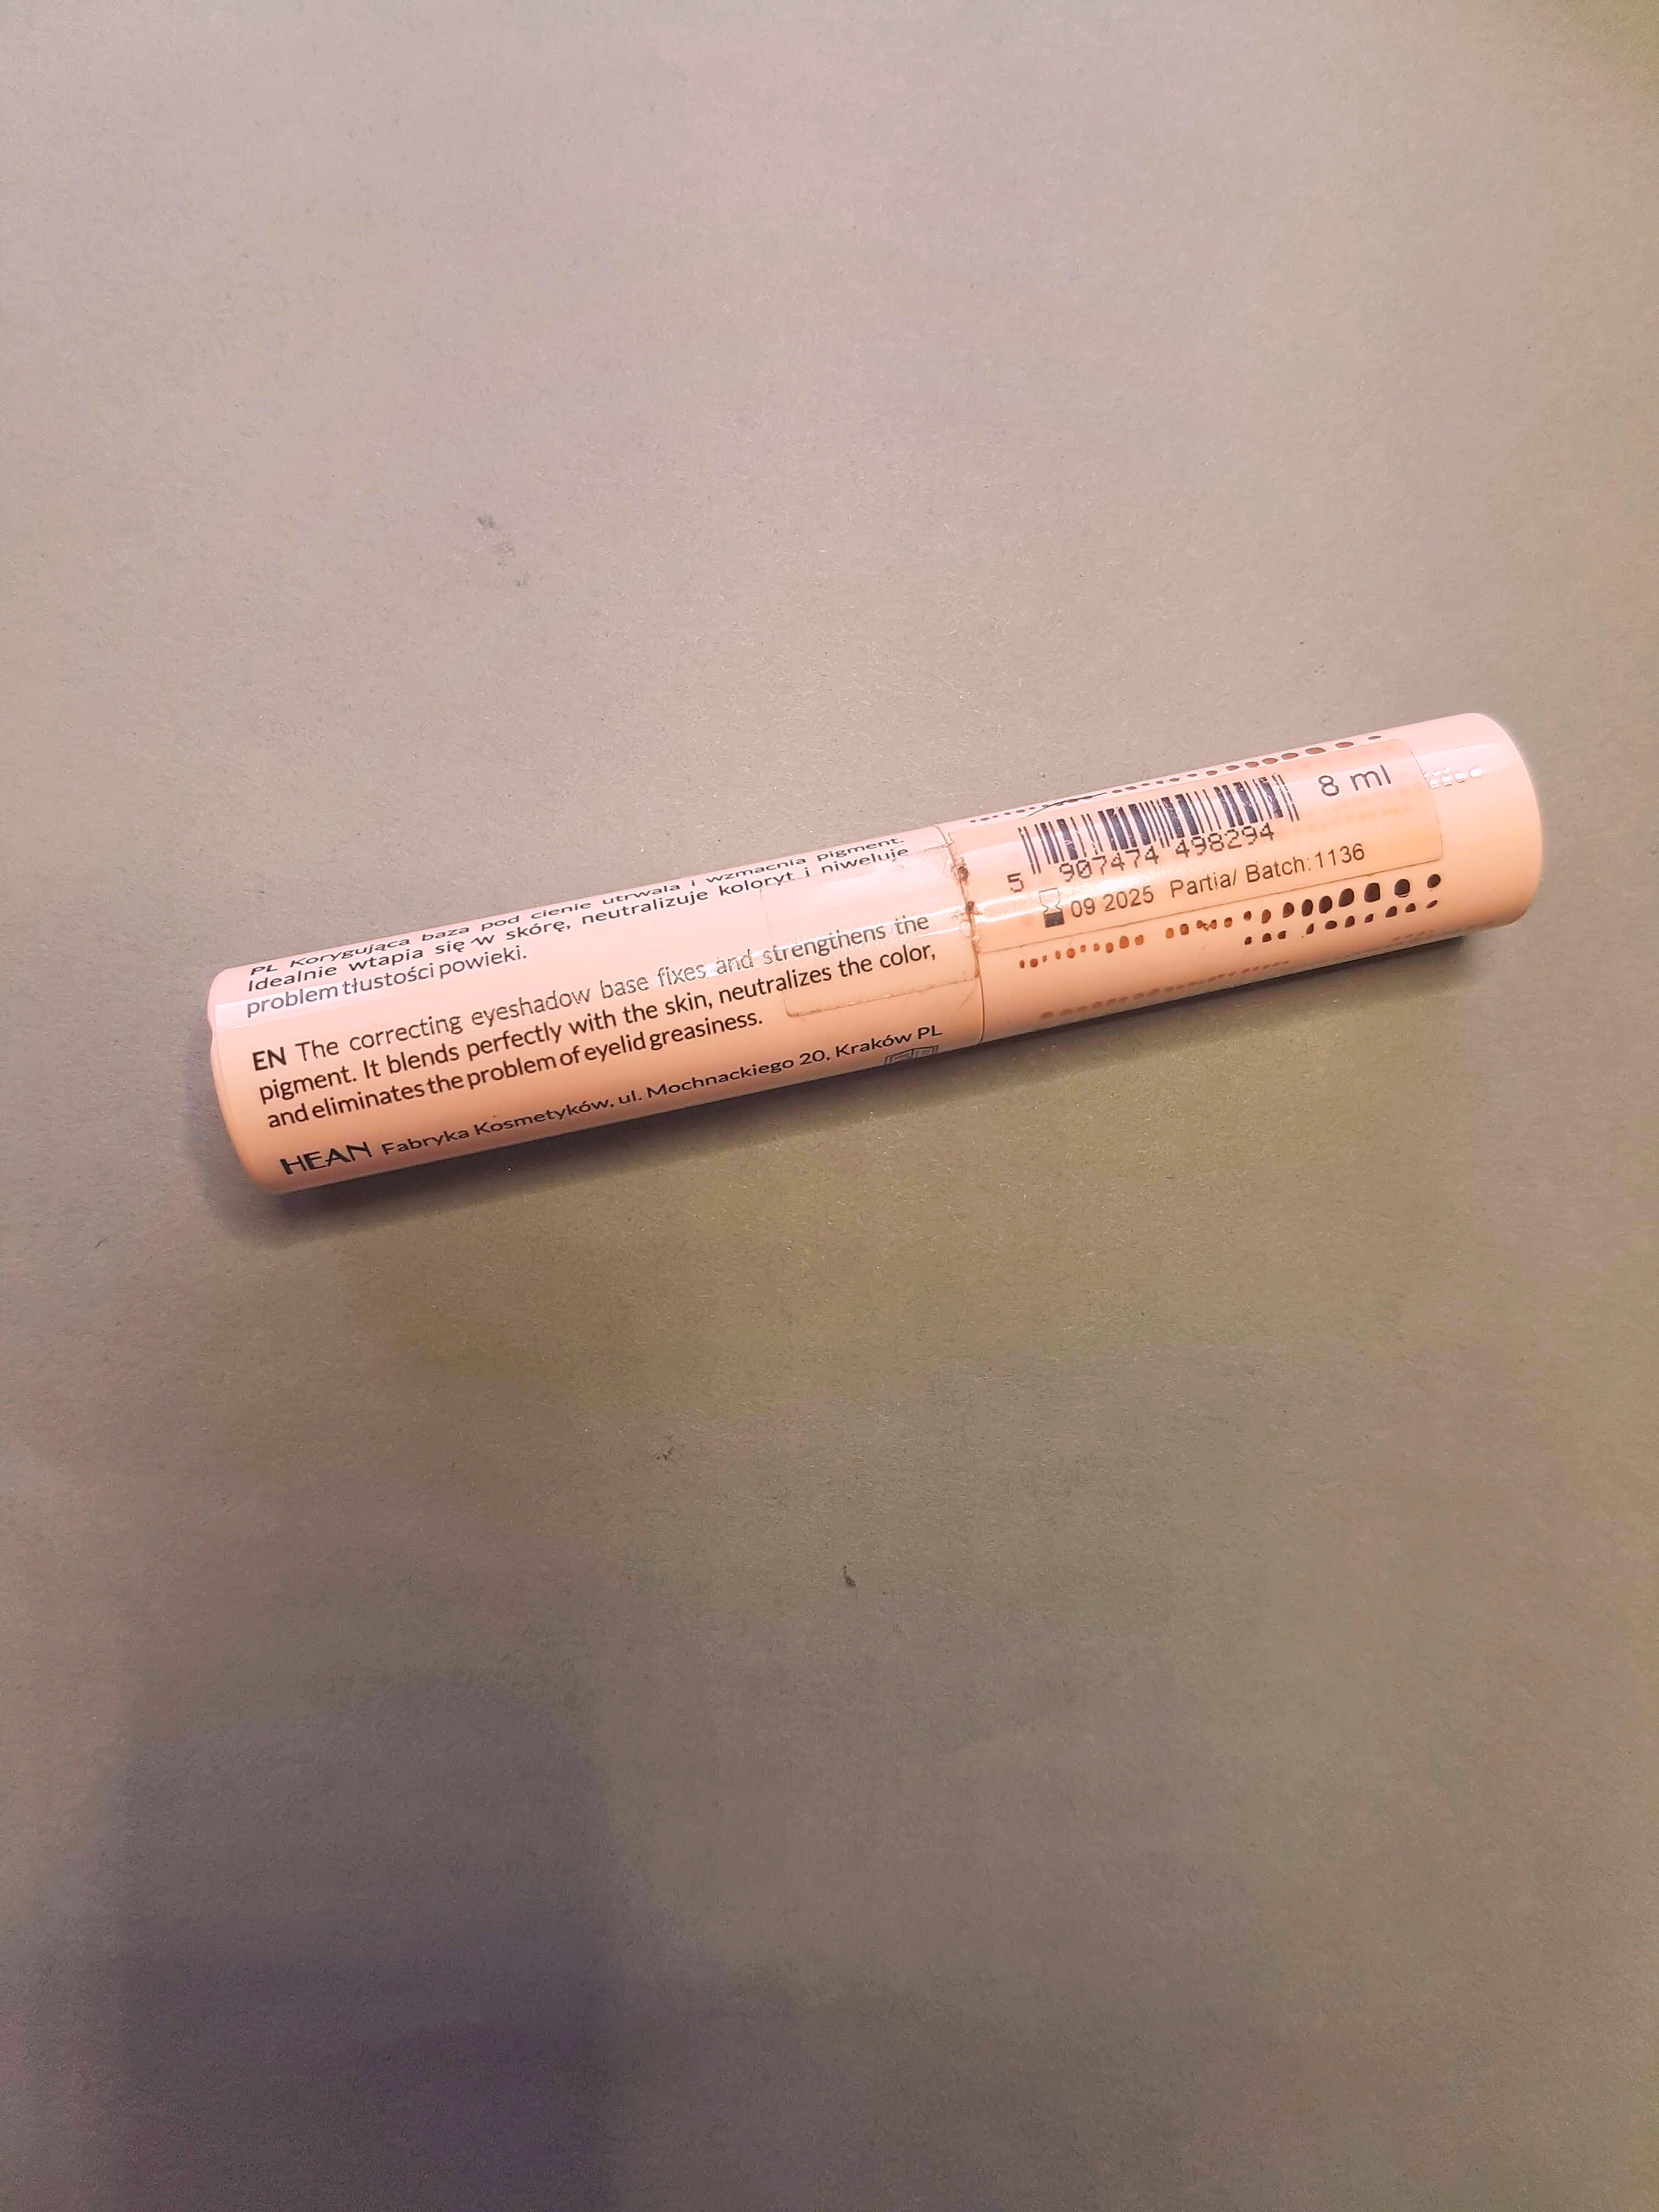 PL Korygująca baza pod cienie utrwala i wzmacnia pigment.
Idealnie wtapia się w skórę, neutralizuje koloryt i niweluje
problem tłustości powieki.
EN The correcting eyeshadow base fixes and strengthens the
pigment. It blends perfectly with the skin, neutralizes the color,
and eliminates the problem of eyelid greasiness.
HEAN Fabryka Kosmetyków, ul. Mochnackiego 20, Kraków PL
8 ml
5 907474 498294
09 2025 Partia/ Batch:1136